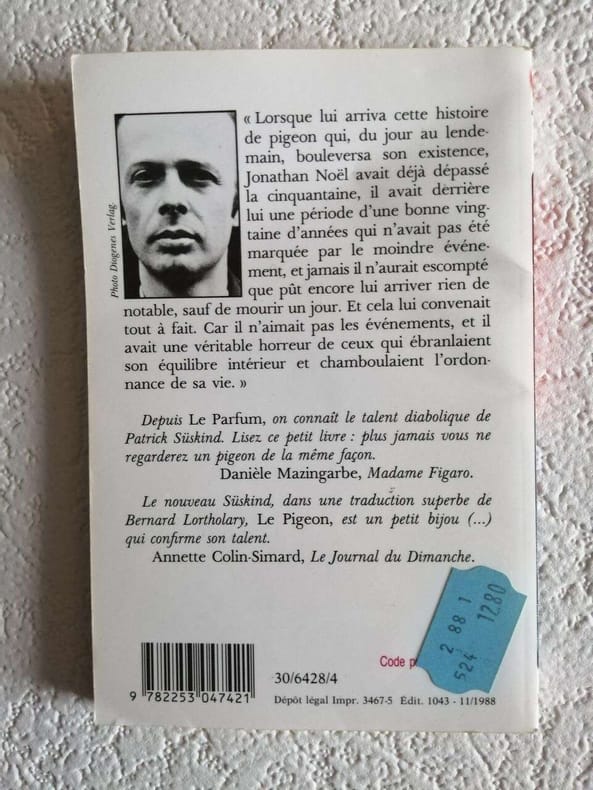 Photo Diogenes Verlag.
« Lorsque lui arriva cette histoire
de pigeon qui, du jour au lende-
main, bouleversa son existence,
Jonathan Noël avait déjà dépassé
la cinquantaine, il avait derrière
lui une période d'une bonne ving-
taine d'années qui n'avait pas été
marquée par le moindre événe-
ment, et jamais il n'aurait escompté
que pût encore lui arriver rien de
notable, sauf de mourir un jour. Et cela lui convenait
tout à fait. Car il n'aimait pas les événements, et il
avait une véritable horreur de ceux qui ébranlaient
son équilibre intérieur et chamboulaient l'ordon-
nance de sa vie. »
Depuis Le Parfum, on connaît le talent diabolique de
Patrick Süskind. Lisez ce petit livre : plus jamais vous ne
regarderez un pigeon de la même façon.
Danièle Mazingarbe, Madame Figaro.
Le nouveau Süskind, dans une traduction superbe de
Bernard Lortholary, Le Pigeon, est un petit bijou (...)
qui confirme son talent.
Annette Colin-Simard, Le Journal du Dimanche.
Code
2 88 1
524 1280
30/6428/4
9 782253 047421
Dépôt légal Impr. 3467-5 Édit. 1043 - 11/1988